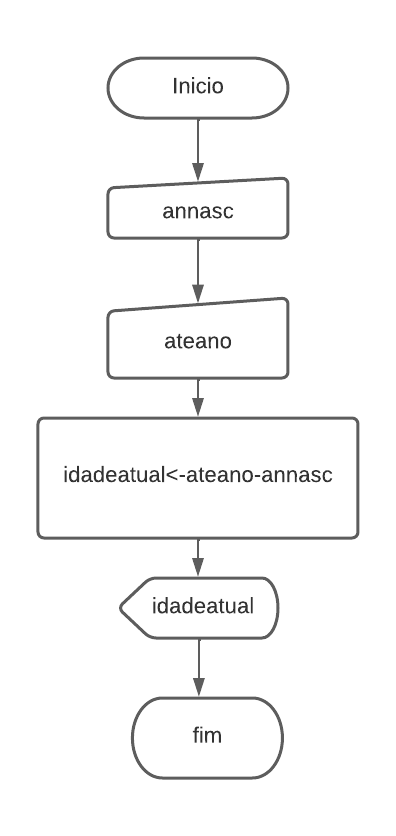 Inicio
annasc
ateano
idadeatual<-ateano-annasc
idadeatual
fim